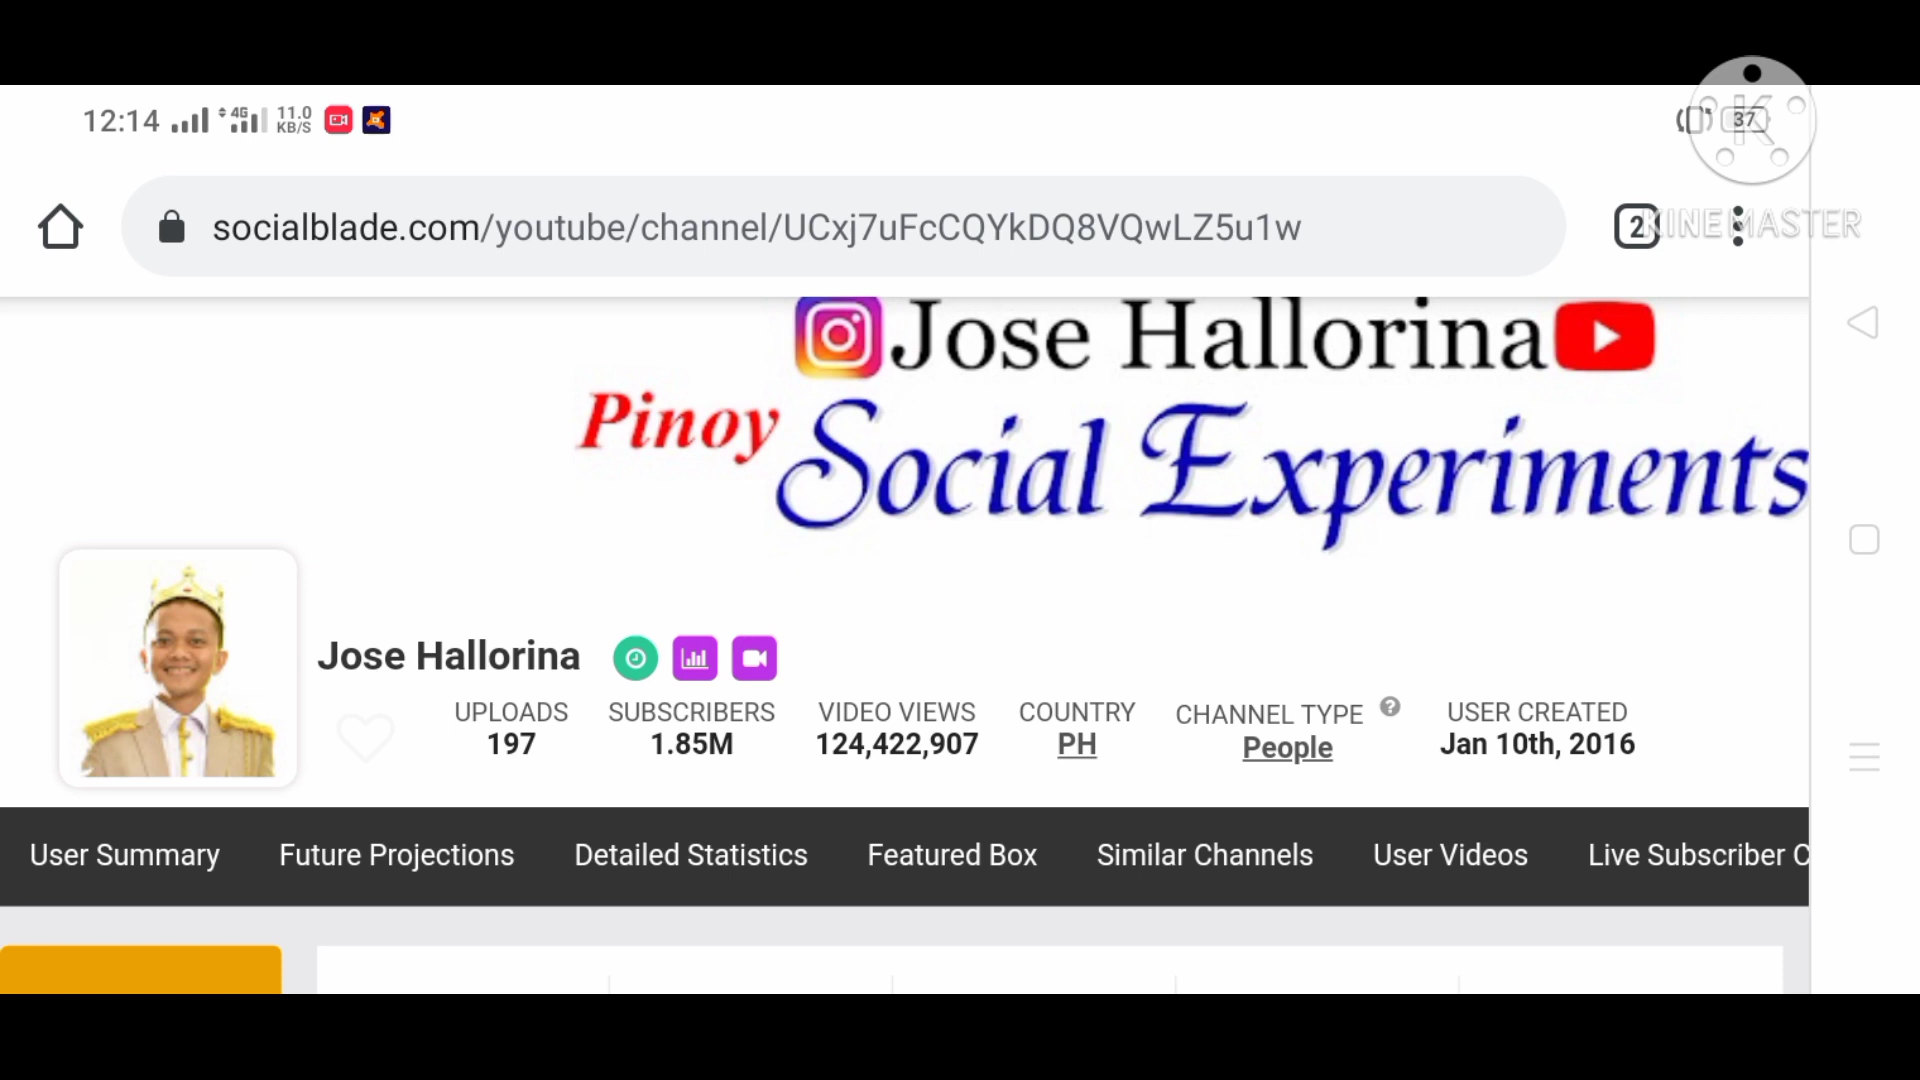 12:14 4G 11.0 KB/S 37
socialblade.com/youtube/channel/UCxj7uFcCQYkDQ8VQwLZ5u1w 2
K
KINEMASTER
Jose Hallorina
Pinoy Social Experiments
Jose Hallorina
UPLOADS SUBSCRIBERS VIDEO VIEWS COUNTRY CHANNEL TYPE ? USER CREATED
197 1.85M 124,422,907 PH People Jan 10th, 2016
User Summary Future Projections Detailed Statistics Featured Box Similar Channels User Videos Live Subscriber C